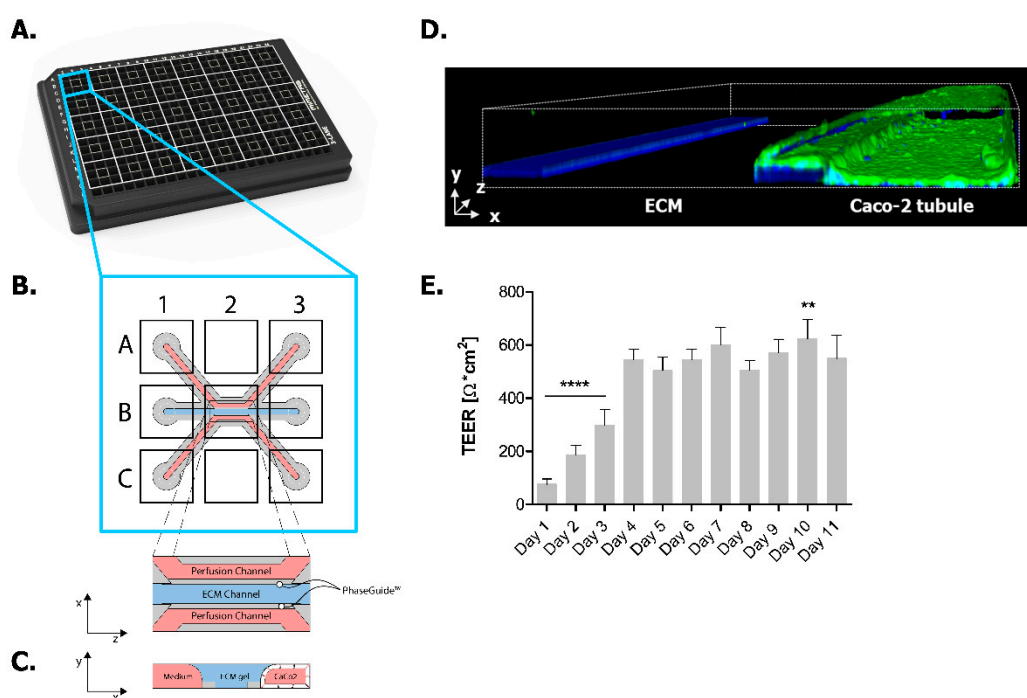 A.
D.
y
z
x
ECM
Caco-2 tubule
B.
1 2 3
A
B
C
Perfusion Channel
ECM Channel
PhaseGuide™
Perfusion Channel
x
z
C.
y
Medium
ECM gel
CaCo2
E.
TEER [Ω*cm²]
800
600
400
200
0
****
**
Day 1
Day 2
Day 3
Day 4
Day 5
Day 6
Day 7
Day 8
Day 9
Day 10
Day 11